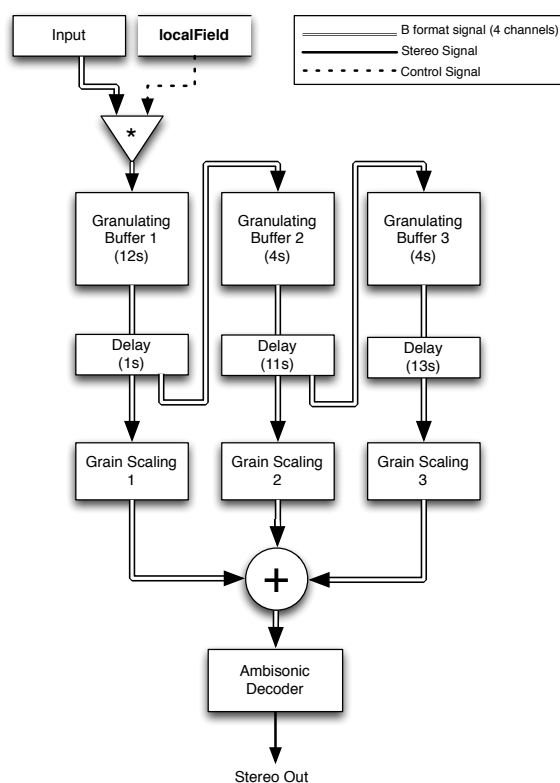 Input
localField
B format signal (4 channels)
Stereo Signal
Control Signal
*
Granulating
Buffer 1
(12s)
Granulating
Buffer 2
(4s)
Granulating
Buffer 3
(4s)
Delay
(1s)
Delay
(11s)
Delay
(13s)
Grain Scaling
1
Grain Scaling
2
Grain Scaling
3
+
Ambisonic
Decoder
Stereo Out